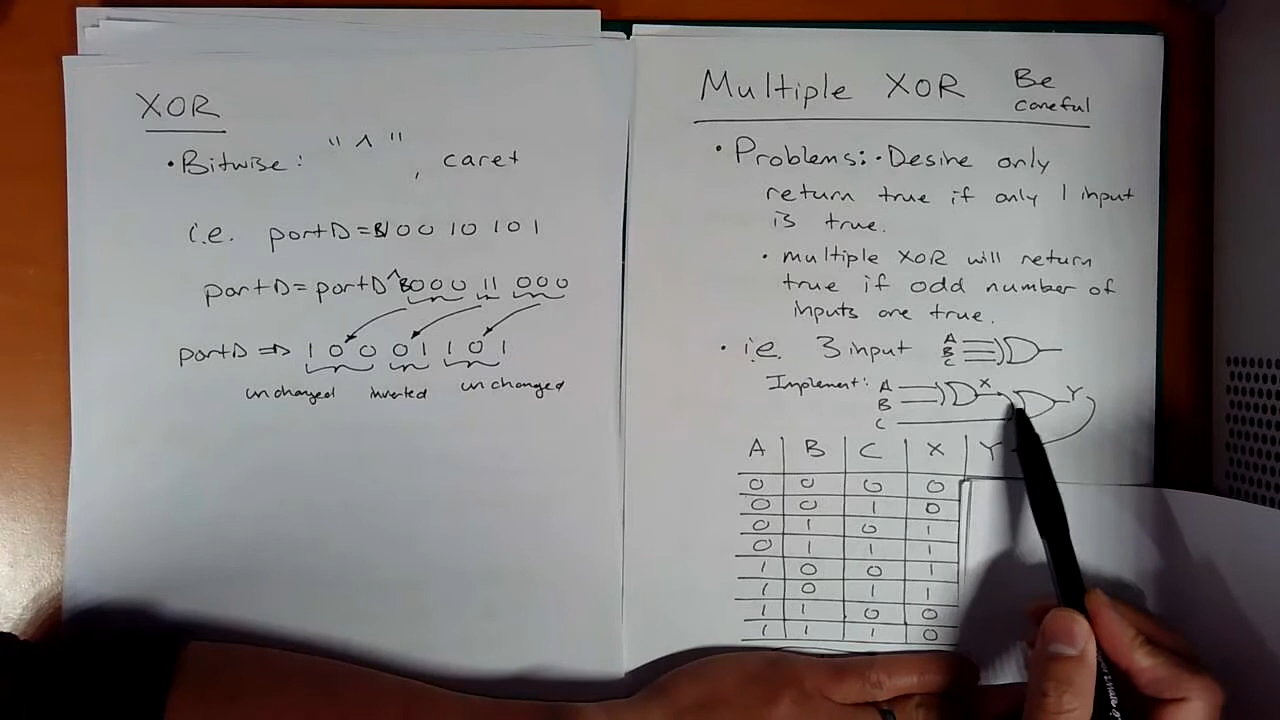 XOR
• Bitwise: "^", caret
i.e. portD = B10010101
portD = portD ^ B00011000
portD ⇒ 10001101
unchanged inverted unchanged
Multiple XOR Be careful
• Problems: • Desire only
return true if only 1 input
is true.
• multiple XOR will return
true if odd number of
inputs are true.
• i.e. 3 input A B C
Implement: A B C X Y
A B C X Y
0 0 0 0
0 0 1 0
0 1 0 1
0 1 1 1
1 0 0 1
1 0 1 1
1 1 0 0
1 1 1 0